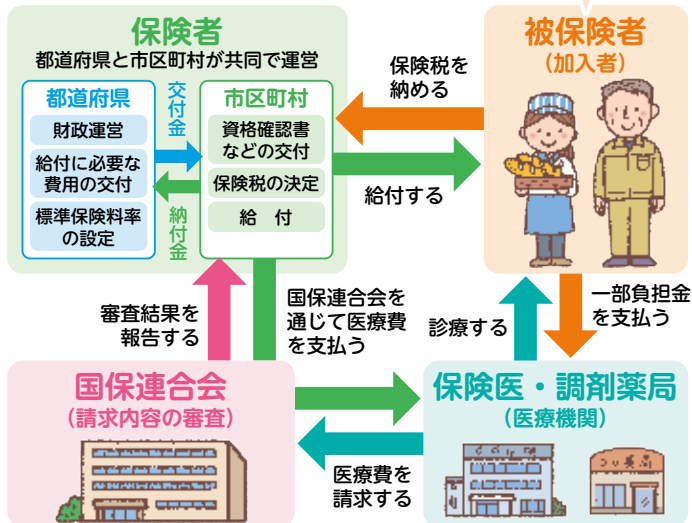 保険者
都道府県と市区町村が共同で運営
都道府県
財政運営
給付に必要な
費用の交付
標準保険料率
の設定
交付金
納付金
市区町村
資格確認書
などの交付
保険税の決定
給 付
保険税を
納める
給付する
被保険者
(加入者)
審査結果を
報告する
国保連合会を
通じて医療費
を支払う
診療する
一部負担金
を支払う
国保連合会
(請求内容の審査)
医療費を
請求する
保険医・調剤薬局
(医療機関)